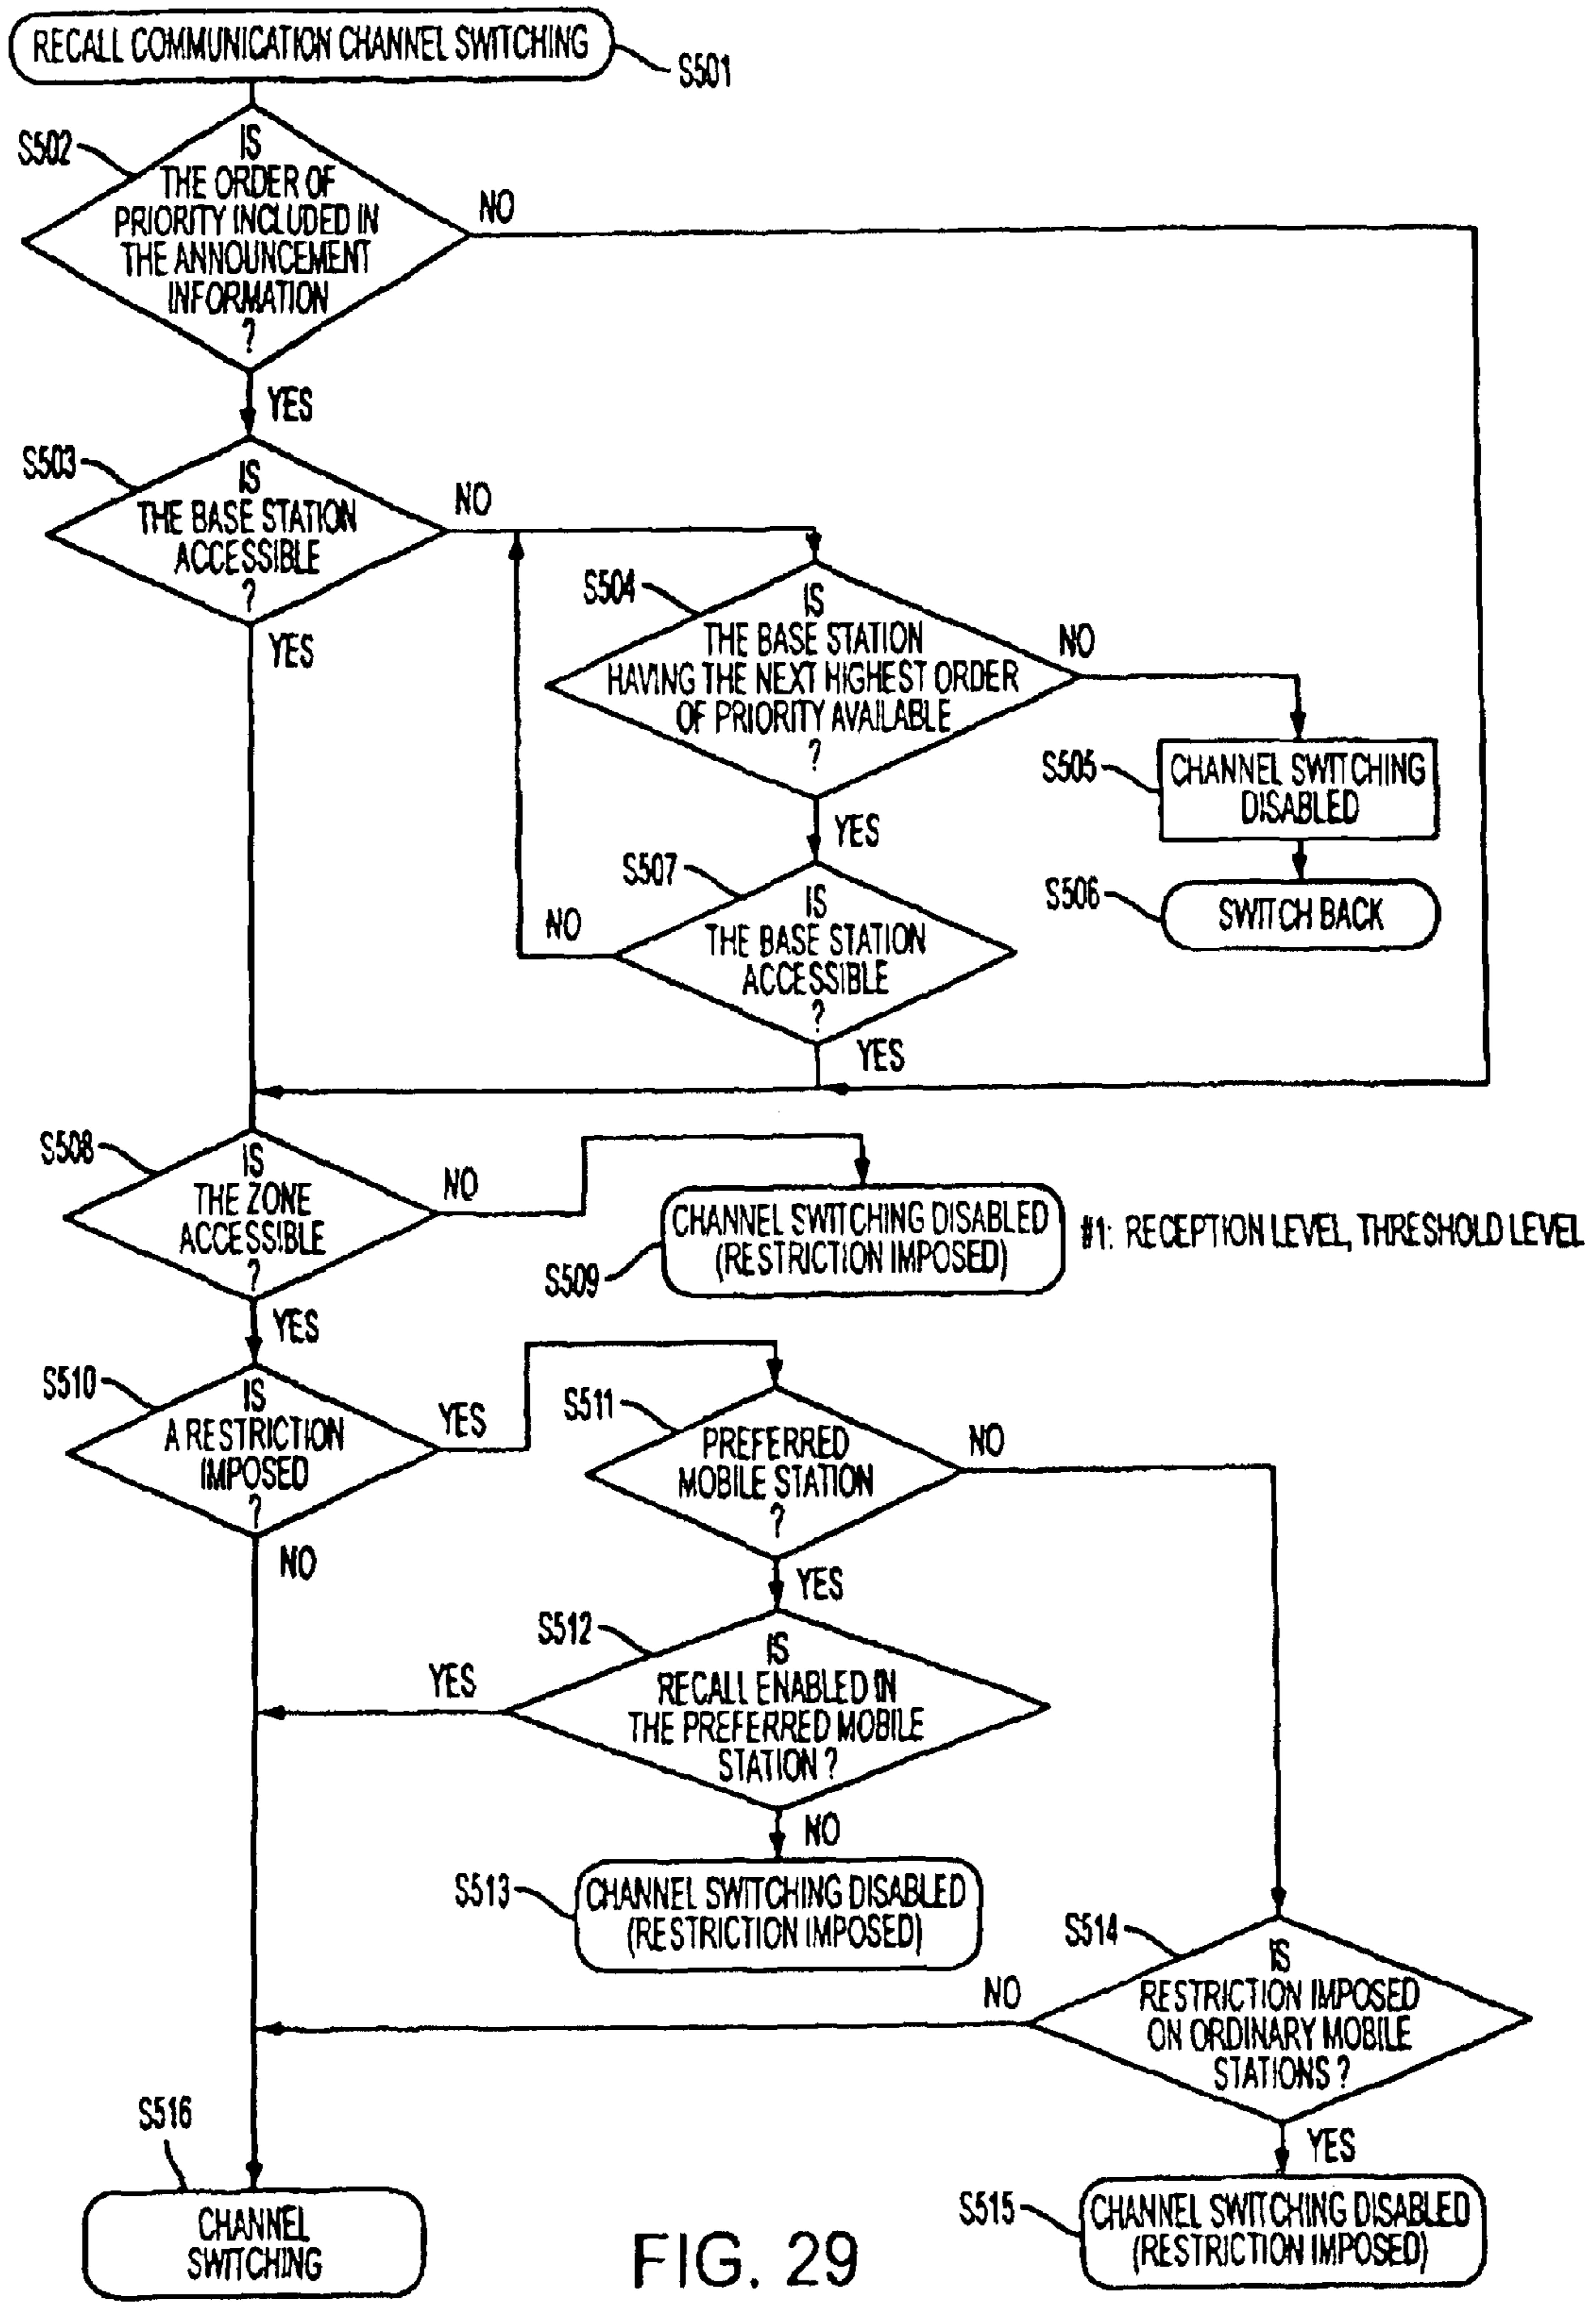 RECALL COMMUNICATION CHANNEL SWITCHING
S501
S502
IS
THE ORDER OF
PRIORITY INCLUDED IN
THE ANNOUNCEMENT
INFORMATION
?
NO
YES
S503
IS
THE BASE STATION
ACCESSIBLE
?
NO
YES
S504
IS
THE BASE STATION
HAVING THE NEXT HIGHEST ORDER
OF PRIORITY AVAILABLE
?
NO
YES
S505
CHANNEL SWITCHING
DISABLED
S506
SWITCH BACK
S507
IS
THE BASE STATION
ACCESSIBLE
?
NO
YES
S508
IS
THE ZONE
ACCESSIBLE
?
NO
YES
CHANNEL SWITCHING DISABLED
(RESTRICTION IMPOSED)
S509
#1: RECEPTION LEVEL, THRESHOLD LEVEL
S510
IS
A RESTRICTION
IMPOSED
?
YES
NO
S511
PREFERRED
MOBILE STATION
?
NO
YES
S512
IS
RECALL ENABLED IN
THE PREFERRED MOBILE
STATION ?
YES
NO
S513
CHANNEL SWITCHING DISABLED
(RESTRICTION IMPOSED)
S514
IS
RESTRICTION IMPOSED
ON ORDINARY MOBILE
STATIONS ?
NO
YES
S515
CHANNEL SWITCHING DISABLED
(RESTRICTION IMPOSED)
S516
CHANNEL
SWITCHING
FIG. 29